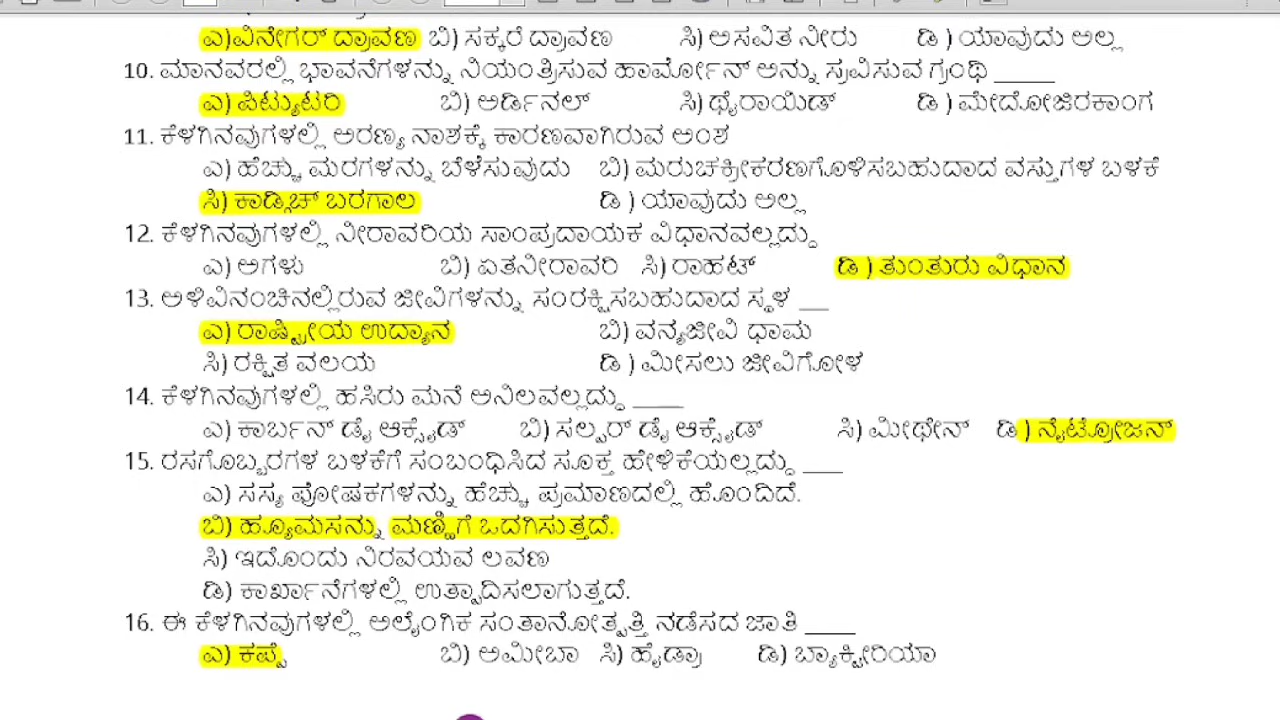 ಎ)ವಿನೇಗರ್ ದ್ರಾವಣ ಬಿ) ಸಕ್ಕರೆ ದ್ರಾವಣ ಸಿ) ಅಸವಿತ ನೀರು ಡಿ ) ಯಾವುದು ಅಲ್ಲ
10. ಮಾನವರಲ್ಲಿ ಭಾವನೆಗಳನ್ನು ನಿಯಂತ್ರಿಸುವ ಹಾರ್ಮೋನ್ ಅನ್ನು ಸ್ರವಿಸುವ ಗ್ರಂಥಿ _____
ಎ) ಪಿಟ್ಯುಟರಿ ಬಿ) ಅರ್ಡಿನಲ್ ಸಿ) ಥೈರಾಯಿಡ್ ಡಿ ) ಮೇದೋಜಿರಕಾಂಗ
11. ಕೆಳಗಿನವುಗಳಲ್ಲಿ ಅರಣ್ಯ ನಾಶಕ್ಕೆ ಕಾರಣವಾಗಿರುವ ಅಂಶ
ಎ) ಹೆಚ್ಚು ಮರಗಳನ್ನು ಬೆಳೆಸುವುದು ಬಿ) ಮರುಚಕ್ರೀಕರಣಗೊಳಿಸಬಹುದಾದ ವಸ್ತುಗಳ ಬಳಕೆ
ಸಿ) ಕಾಡ್ಗಿಚ್ ಬರಗಾಲ ಡಿ ) ಯಾವುದು ಅಲ್ಲ
12. ಕೆಳಗಿನವುಗಳಲ್ಲಿ ನೀರಾವರಿಯ ಸಾಂಪ್ರದಾಯಕ ವಿಧಾನವಲ್ಲದ್ದು
ಎ) ಅಗಳು ಬಿ) ಏತನೀರಾವರಿ ಸಿ) ರಾಹಟ್ ಡಿ ) ತುಂತುರು ವಿಧಾನ
13. ಅಳಿವಿನಂಚಿನಲ್ಲಿರುವ ಜೀವಿಗಳನ್ನು ಸಂರಕ್ಷಿಸಬಹುದಾದ ಸ್ಥಳ ___
ಎ) ರಾಷ್ಟ್ರೀಯ ಉದ್ಯಾನ ಬಿ) ವನ್ಯಜೀವಿ ಧಾಮ
ಸಿ) ರಕ್ಷಿತ ವಲಯ ಡಿ ) ಮೀಸಲು ಜೀವಿಗೋಳ
14. ಕೆಳಗಿನವುಗಳಲ್ಲಿ ಹಸಿರು ಮನೆ ಅನಿಲವಲ್ಲದ್ದು _____
ಎ) ಕಾರ್ಬನ್ ಡೈ ಆಕ್ಸೈಡ್ ಬಿ) ಸಲ್ಫರ್ ಡೈ ಆಕ್ಸೈಡ್ ಸಿ) ಮೀಥೇನ್ ಡಿ ) ನೈಟ್ರೋಜನ್
15. ರಸಗೊಬ್ಬರಗಳ ಬಳಕೆಗೆ ಸಂಬಂಧಿಸಿದ ಸೂಕ್ತ ಹೇಳಿಕೆಯಲ್ಲದ್ದು ____
ಎ) ಸಸ್ಯ ಪೋಷಕಗಳನ್ನು ಹೆಚ್ಚು ಪ್ರಮಾಣದಲ್ಲಿ ಹೊಂದಿದೆ.
ಬಿ) ಹ್ಯೂಮಸನ್ನು ಮಣ್ಣಿಗೆ ಒದಗಿಸುತ್ತದೆ.
ಸಿ) ಇದೊಂದು ನಿರವಯವ ಲವಣ
ಡಿ) ಕಾರ್ಖಾನೆಗಳಲ್ಲಿ ಉತ್ಪಾದಿಸಲಾಗುತ್ತದೆ.
16. ಈ ಕೆಳಗಿನವುಗಳಲ್ಲಿ ಅಲೈಂಗಿಕ ಸಂತಾನೋತ್ಪತ್ತಿ ನಡೆಸದ ಜಾತಿ _____
ಎ) ಕಪ್ಪೆ ಬಿ) ಅಮೀಬಾ ಸಿ) ಹೈಡ್ರಾ ಡಿ) ಬ್ಯಾಕ್ಟೀರಿಯಾ